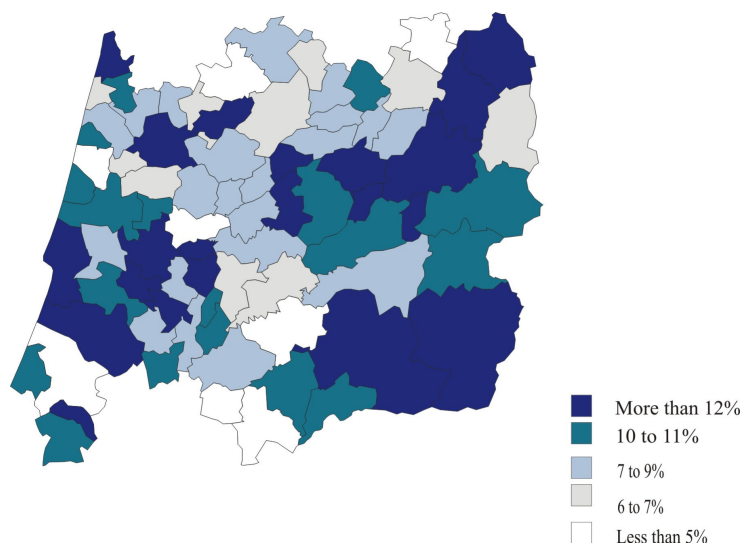 More than 12%
10 to 11%
7 to 9%
6 to 7%
Less than 5%